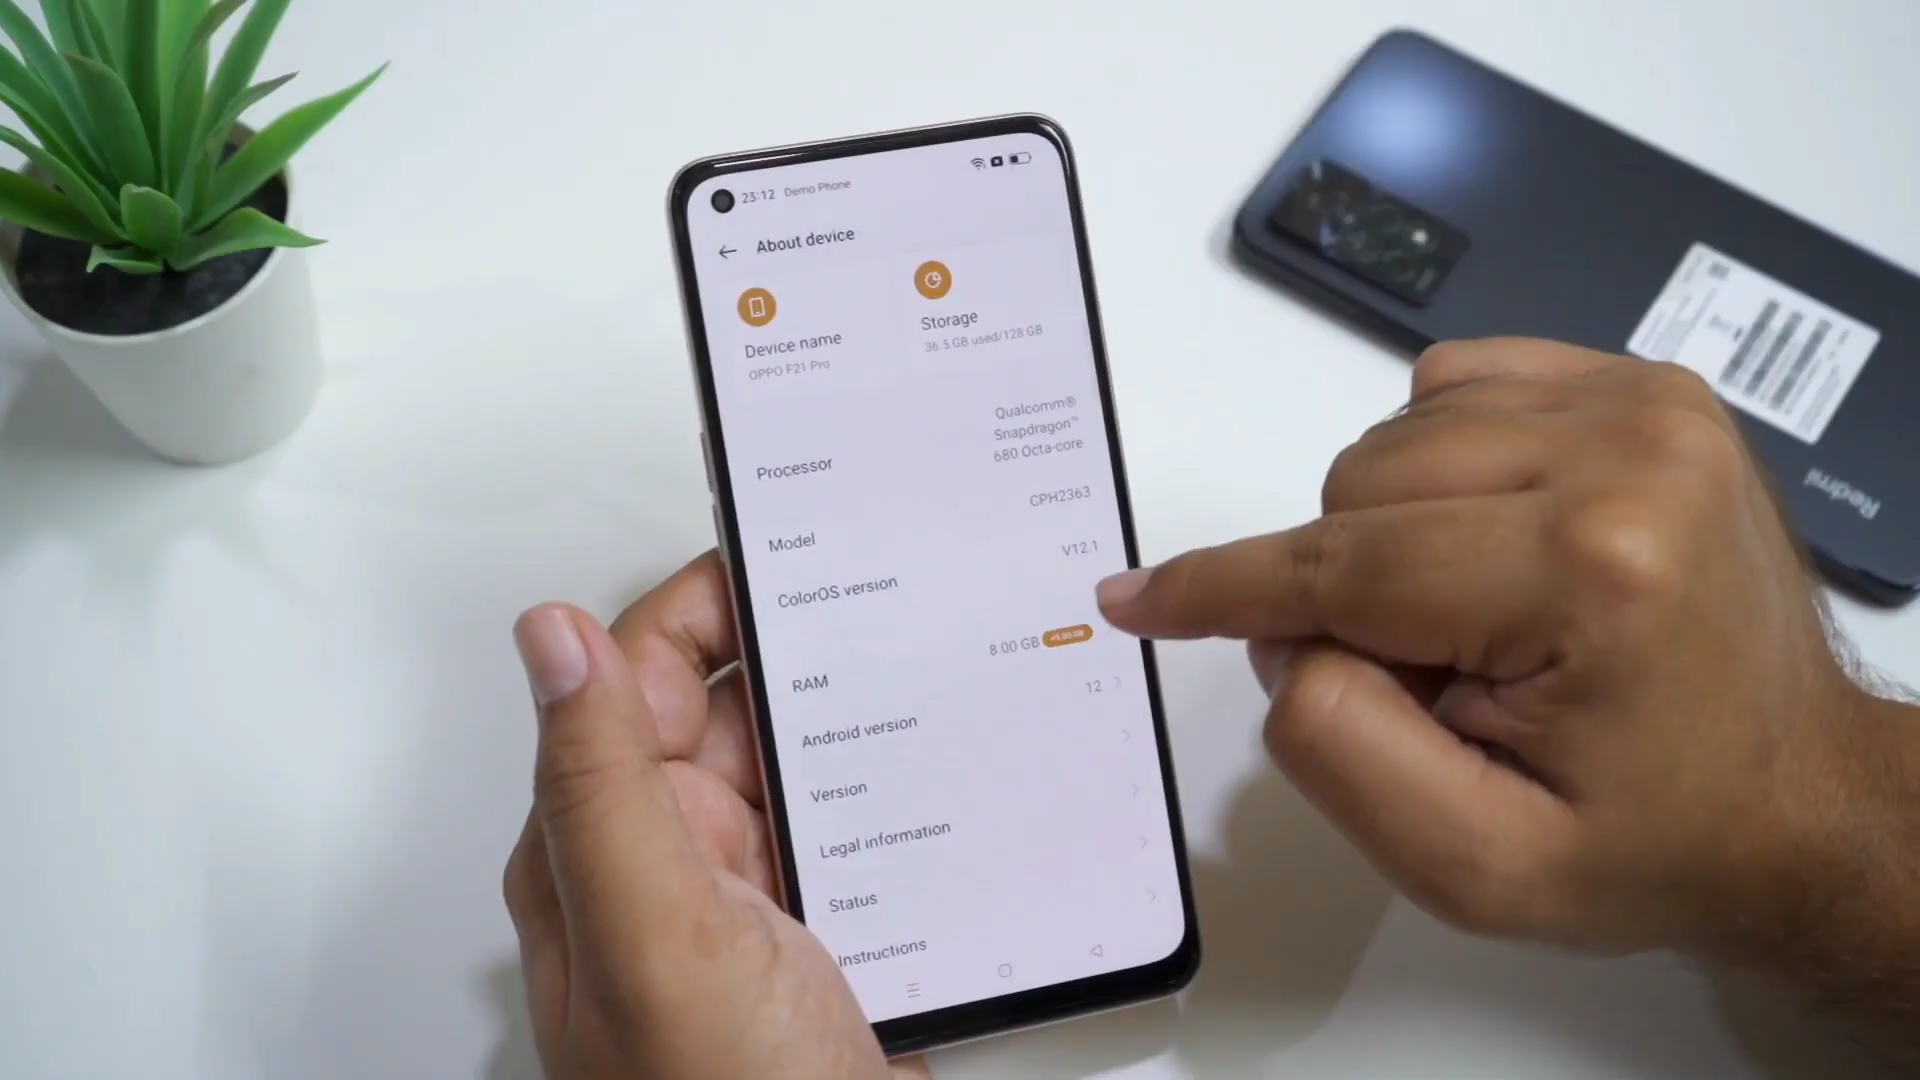 23:12 Demo Phone
About device
Device name
OPPO F21 Pro
Storage
36.5 GB used/128 GB
Processor
Qualcomm®
Snapdragon™
680 Octa-core
Model
CPH2363
ColorOS version
V12.1
RAM
8.00 GB
Android version
12
Version
Legal information
Status
Instructions
Redmi